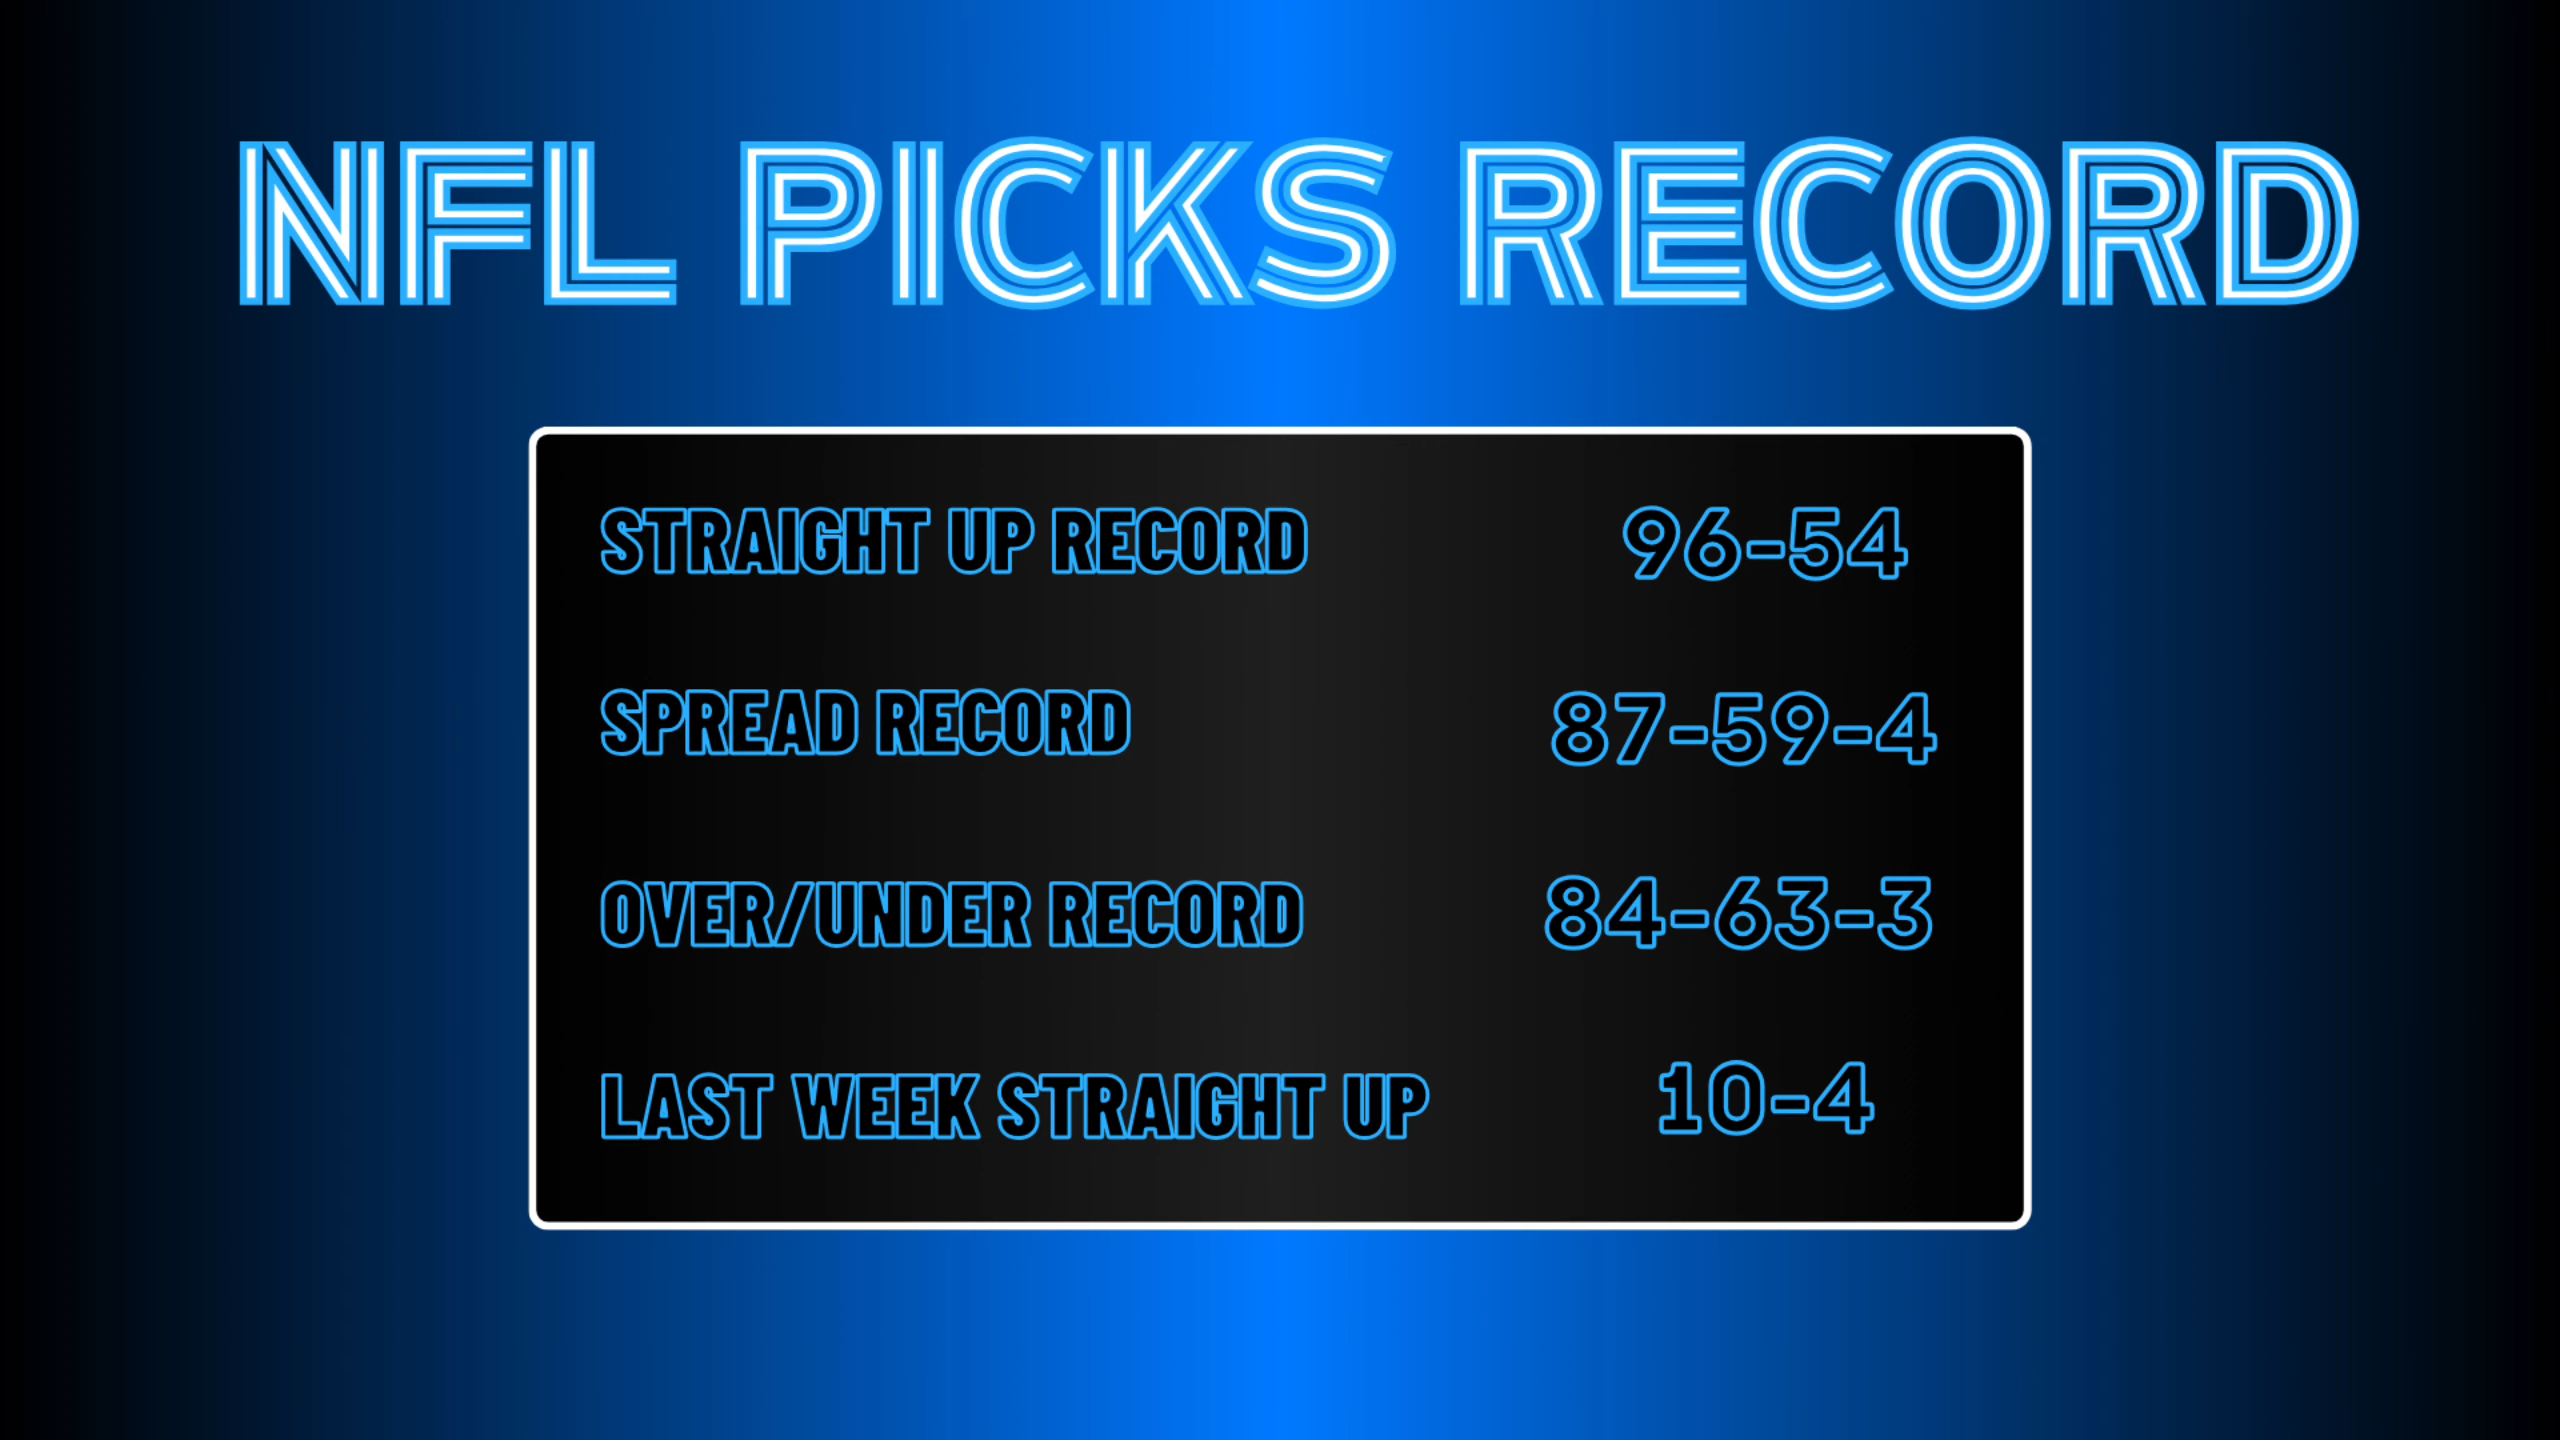 NFL PICKS RECORD
STRAIGHT UP RECORD 96-54
SPREAD RECORD 87-59-4
OVER/UNDER RECORD 84-63-3
LAST WEEK STRAIGHT UP 10-4